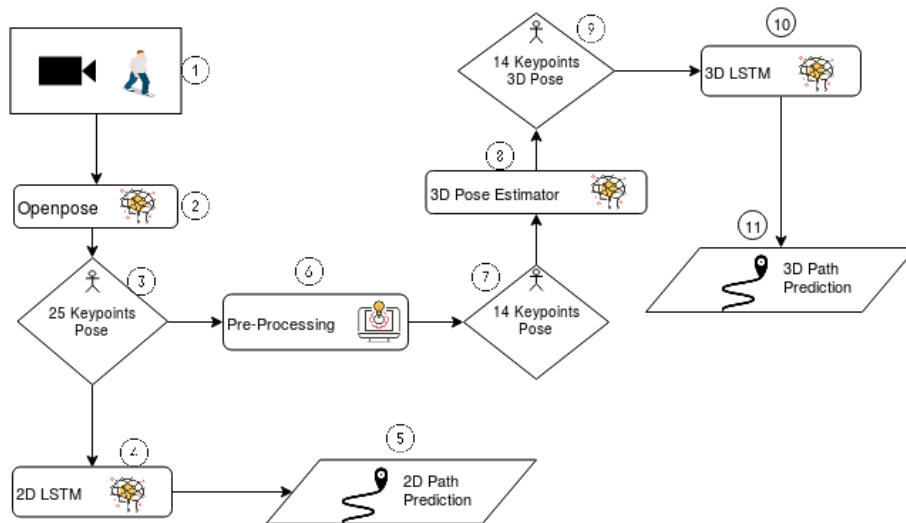 1
Openpose
2
3
25 Keypoints
Pose
4
2D LSTM
5
2D Path
Prediction
6
Pre-Processing
7
14 Keypoints
Pose
8
3D Pose Estimator
9
14 Keypoints
3D Pose
10
3D LSTM
11
3D Path
Prediction